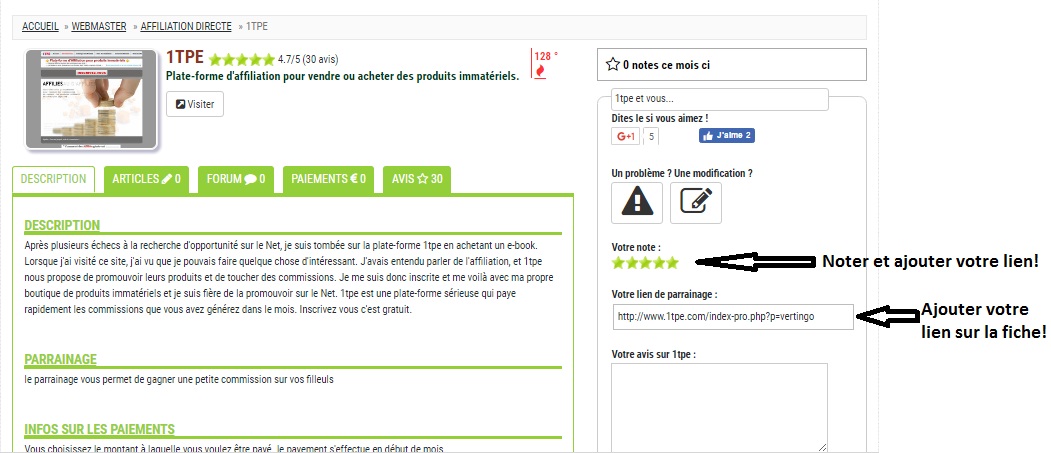 ACCUEIL » WEBMASTER » AFFILIATION DIRECTE » 1TPE
1TPE 4.7/5 (30 avis)
128 °
Plate-forme d'affiliation pour vendre ou acheter des produits immatériels.
Visiter
DESCRIPTION
ARTICLES 0
FORUM 0
PAIEMENTS € 0
AVIS 30
DESCRIPTION
Après plusieurs échecs à la recherche d'opportunité sur le Net, je suis tombée sur la plate-forme 1tpe en achetant un e-book.
Lorsque j'ai visité ce site, j'ai vu que je pouvais faire quelque chose d'intéressant. J'avais entendu parler de l'affiliation, et 1tpe
nous propose de promouvoir leurs produits et de toucher des commissions. Je me suis donc inscrite et me voilà avec ma propre
boutique de produits immatériels et je suis fière de la promouvoir sur le Net. 1tpe est une plate-forme sérieuse qui paye
rapidement les commissions que vous avez générez dans le mois. Inscrivez vous c'est gratuit.
PARRAINAGE
le parrainage vous permet de gagner une petite commission sur vos filleuls
INFOS SUR LES PAIEMENTS
Vous choisissez le montant à laquelle vous voulez être payé, le payement s'effectue en début de mois
0 notes ce mois ci
1tpe et vous...
Dites le si vous aimez !
G+1 5
J'aime 2
Un problème ? Une modification ?
Votre note :
Noter et ajouter votre lien!
Votre lien de parrainage :
http://www.1tpe.com/index-pro.php?p=vertingo
Ajouter votre
lien sur la fiche!
Votre avis sur 1tpe :